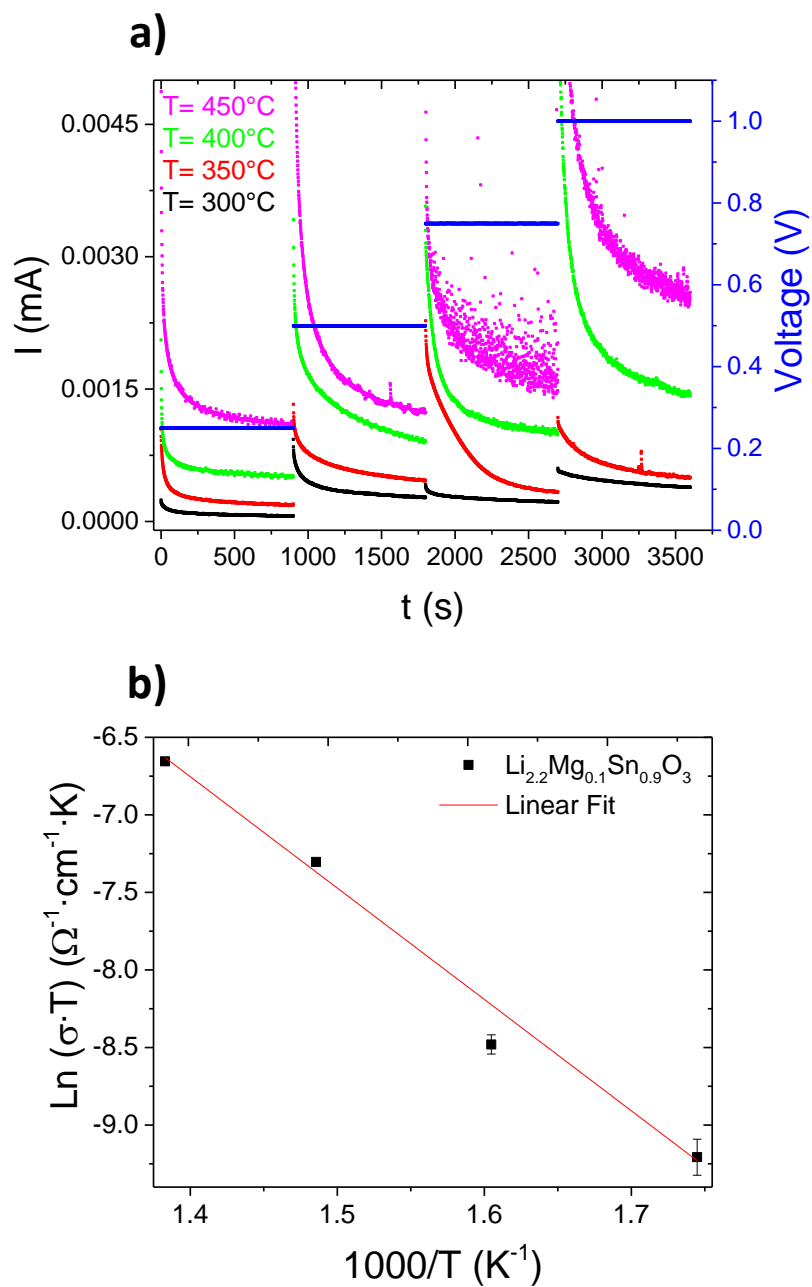 a)
T= 450°C
T= 400°C
T= 350°C
T= 300°C
0.0045
0.0030
0.0015
0.0000
I (mA)
1.0
0.8
0.6
0.4
0.2
0.0
Voltage (V)
0 500 1000 1500 2000 2500 3000 3500
t (s)
b)
-6.5
-7.0
-7.5
-8.0
-8.5
-9.0
Ln (σ·T) (Ω⁻¹·cm⁻¹·K)
Li₂.₂Mg₀.₁Sn₀.₉O₃
Linear Fit
1.4 1.5 1.6 1.7
1000/T (K⁻¹)